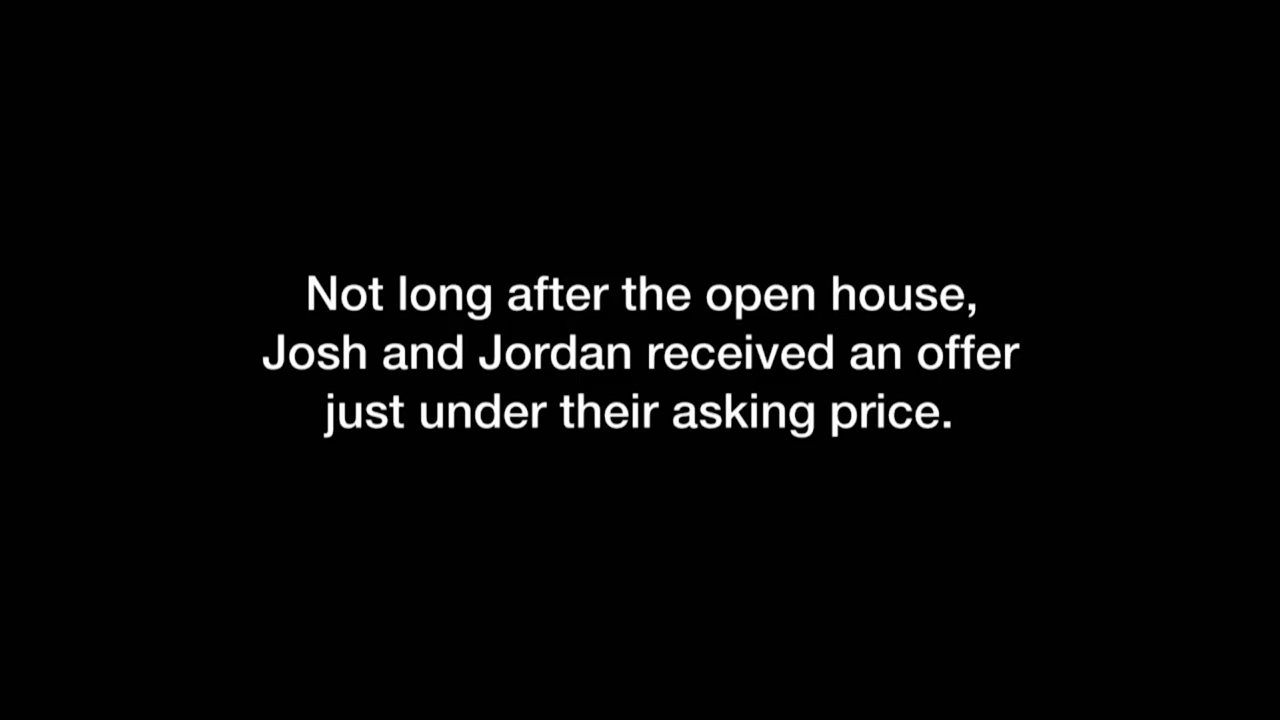 Not long after the open house,
Josh and Jordan received an offer
just under their asking price.